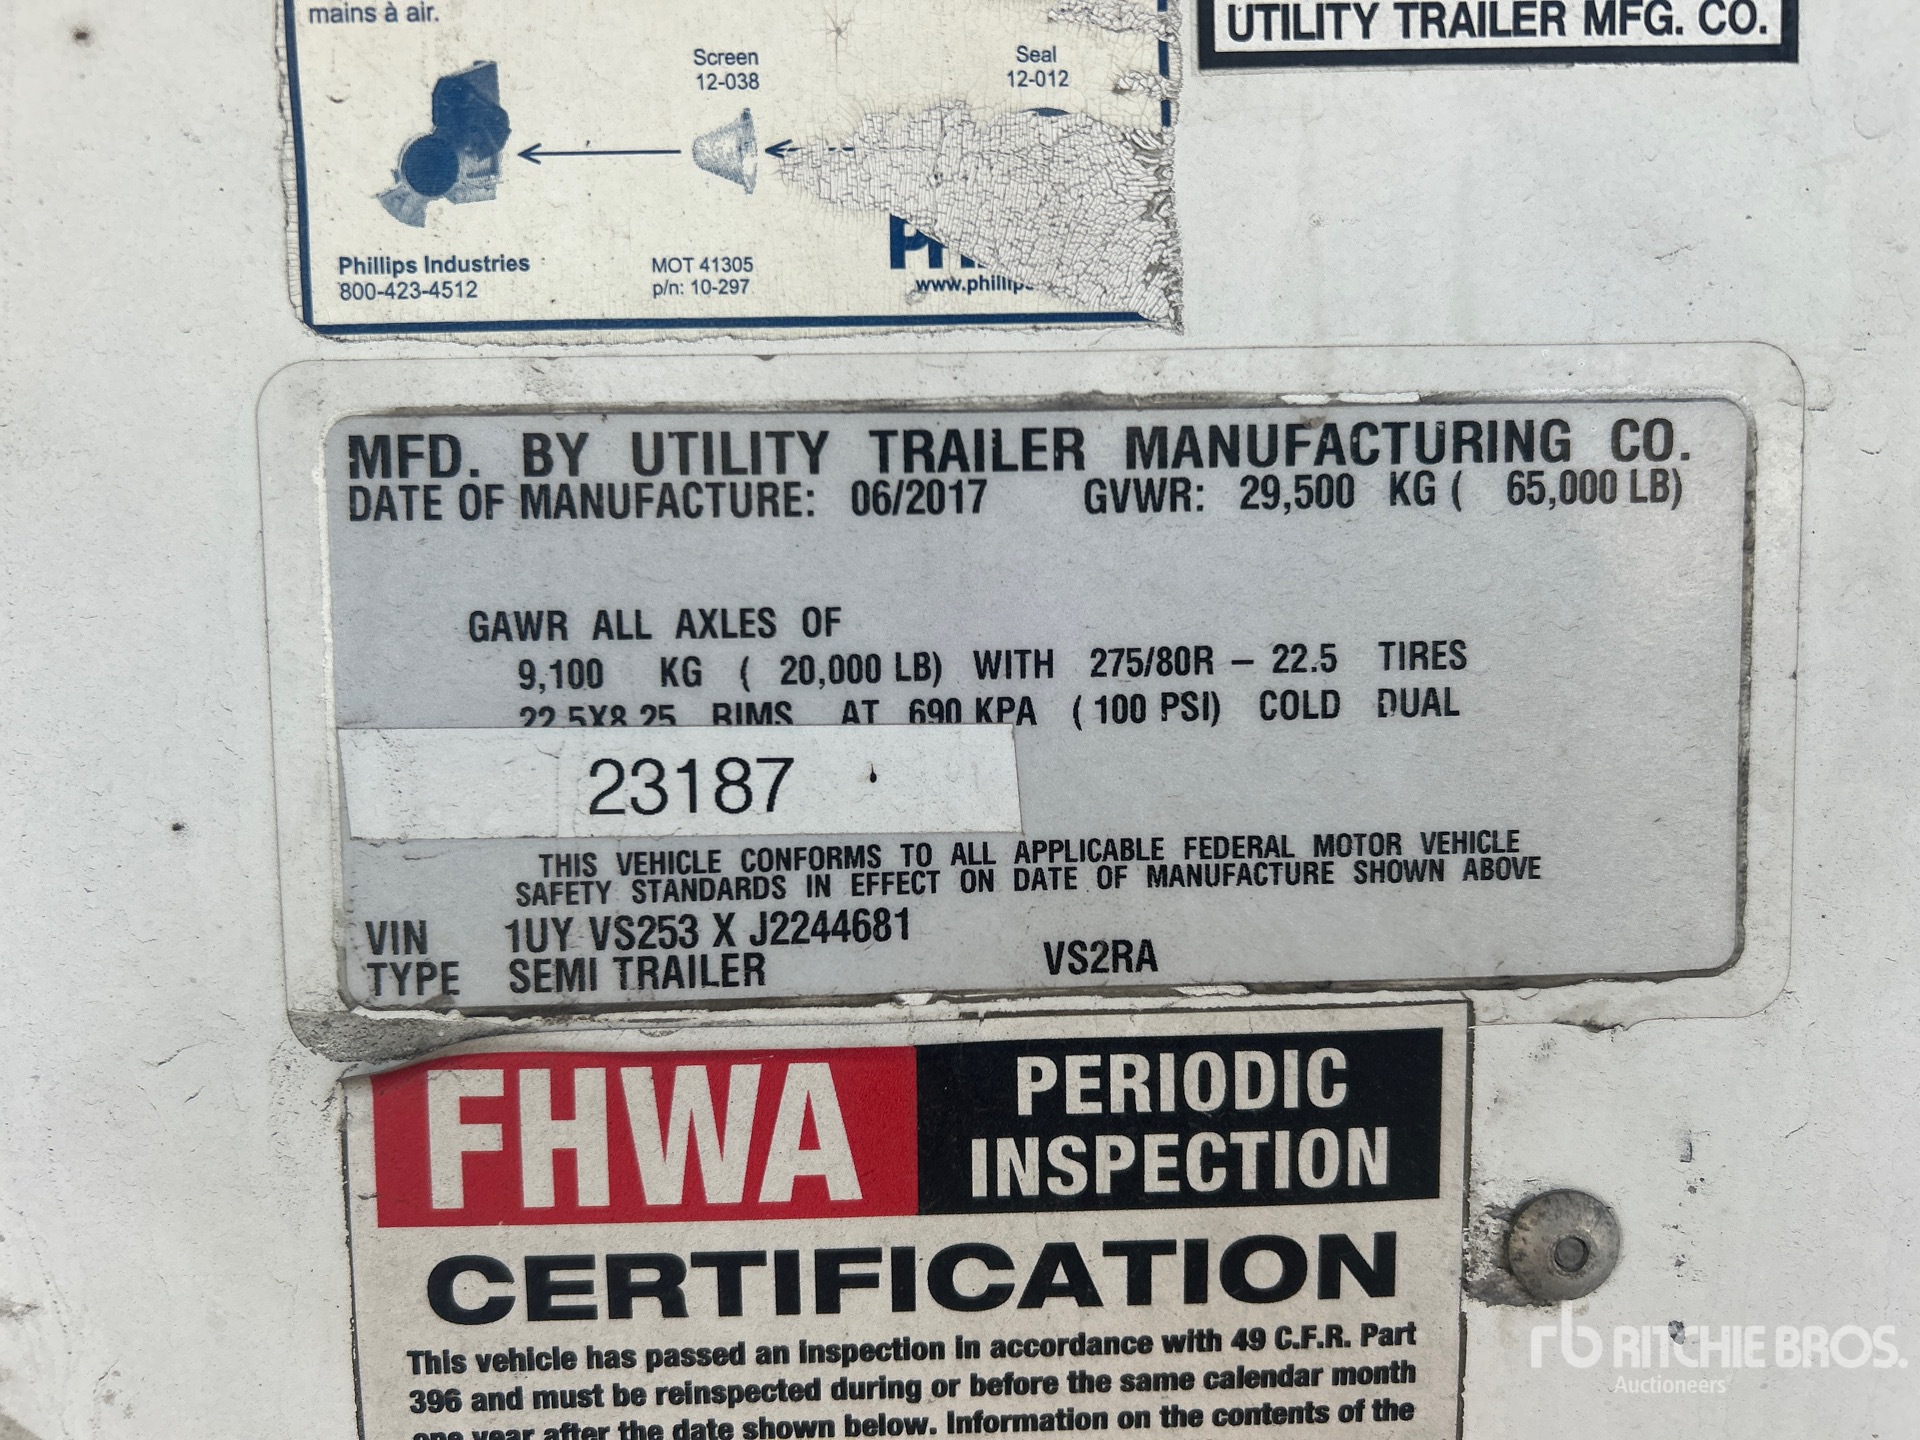 mains à air.
Screen
12-038
Seal
12-012
Phillips Industries
800-423-4512
MOT 41305
p/n: 10-297
UTILITY TRAILER MFG. CO.
MFD. BY UTILITY TRAILER MANUFACTURING CO.
DATE OF MANUFACTURE: 06/2017 GVWR: 29,500 KG ( 65,000 LB)
GAWR ALL AXLES OF
9,100 KG ( 20,000 LB) WITH 275/80R – 22.5 TIRES
22.5X8.25 RIMS AT 690 KPA ( 100 PSI) COLD DUAL
23187
THIS VEHICLE CONFORMS TO ALL APPLICABLE FEDERAL MOTOR VEHICLE
SAFETY STANDARDS IN EFFECT ON DATE OF MANUFACTURE SHOWN ABOVE
VIN 1UY VS253 X J2244681
TYPE SEMI TRAILER VS2RA
FHWA PERIODIC
INSPECTION
CERTIFICATION
This vehicle has passed an inspection in accordance with 49 C.F.R. Part
396 and must be reinspected during or before the same calendar month
one year after the date shown below. Information on the contents of the
rb RITCHIE BROS.
Auctioneers